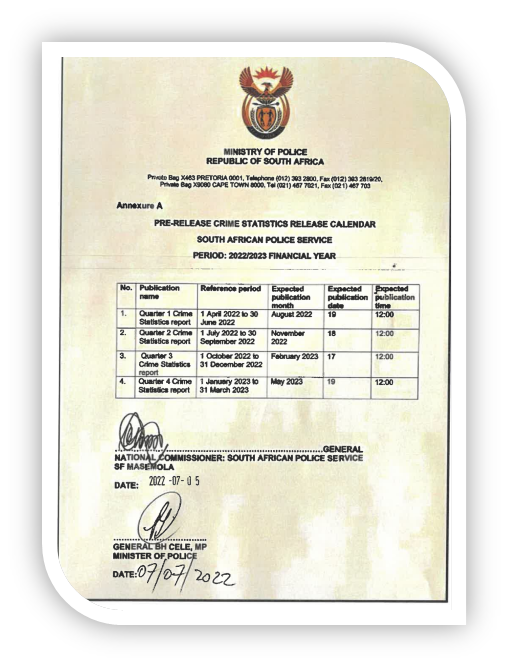 MINISTRY OF POLICE
REPUBLIC OF SOUTH AFRICA
Private Bag X463 PRETORIA 0001, Telephone (012) 393 2800, Fax (012) 393 2819/20,
Private Bag X9080 CAPE TOWN 8000, Tel (021) 467 7021, Fax (021) 467 703
Annexure A
PRE-RELEASE CRIME STATISTICS RELEASE CALENDAR
SOUTH AFRICAN POLICE SERVICE
PERIOD: 2022/2023 FINANCIAL YEAR
No. Publication name Reference period Expected publication month Expected publication date Expected publication time
1. Quarter 1 Crime Statistics report 1 April 2022 to 30 June 2022 August 2022 19 12:00
2. Quarter 2 Crime Statistics report 1 July 2022 to 30 September 2022 November 2022 18 12:00
3. Quarter 3 Crime Statistics report 1 October 2022 to 31 December 2022 February 2023 17 12:00
4. Quarter 4 Crime Statistics report 1 January 2023 to 31 March 2023 May 2023 19 12:00
GENERAL
NATIONAL COMMISSIONER: SOUTH AFRICAN POLICE SERVICE
SF MASEMOLA
DATE: 2022-07-05
GENERAL BH CELE, MP
MINISTER OF POLICE
DATE: 07/07/2022